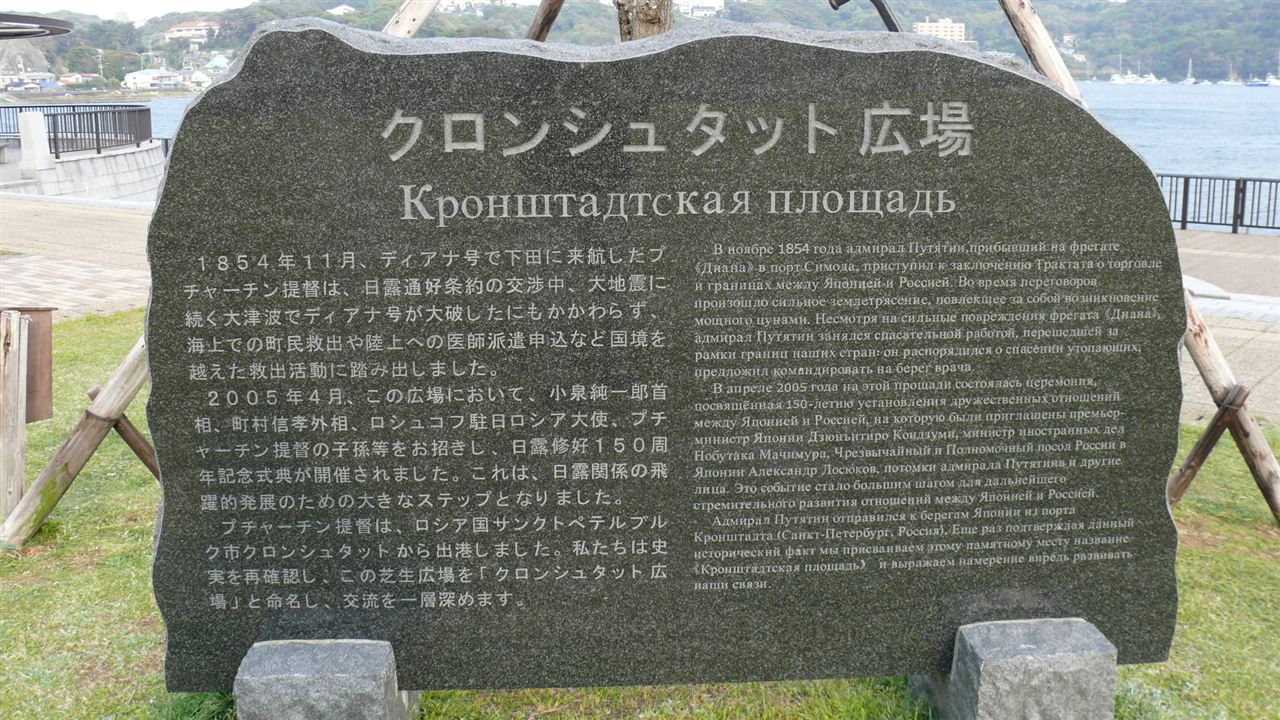 クロンシュタット広場
Кронштадтская площадь
1854年11月、ディアナ号で下田に来航したプ
チャーチン提督は、日露通好条約の交渉中、大地震に
続く大津波でディアナ号が大破したにもかかわらず、
海上での町民救出や陸上への医師派遣申込など国境を
越えた救出活動に踏み出しました。
2005年4月、この広場において、小泉純一郎首
相、町村信孝外相、ロシュコフ駐日ロシア大使、プチ
ャーチン提督の子孫等をお招きし、日露修好150周
年記念式典が開催されました。これは、日露関係の飛
躍的発展のための大きなステップとなりました。
プチャーチン提督は、ロシア国サンクトペテルブル
ク市クロンシュタットから出港しました。私たちは史
実を再確認し、この芝生広場を「クロンシュタット広
場」と命名し、交流を一層深めます。
В ноябре 1854 года адмирал Путятин,прибывший на фрегате
《Диана》 в порт Симода, приступил к заключению Трактата о торговле
и границах между Японией и Россией. Во время переговоров
произошло сильное землетрясение, повлекшее за собой возникновение
мощного цунами. Несмотря на сильные повреждения фрегата 《Диана》,
адмирал Путятин занялся спасательной работой, перешедшей за
рамки границ наших стран: он распорядился о спасении утопающих,
предложил командировать на берег врача.
В апреле 2005 года на этой прощади состоялась церемония,
посвящённая 150-летию установления дружественных отношений
между Японией и Россией, на которую были приглашены премьер-
министр Японии Дзюнъитиро Коидзуми, министр иностранных дел
Нобутака Мачимура, Чрезвычайный и Полномочный посол России в
Японии Александр Лосюков, потомки адмирала Путятина и другие
лица. Это событие стало большим шагом для дальнейшего
стремительного развития отношений между Японией и Россией.
Адмирал Путятин отправился к берегам Японии из порта
Кронштадта (Санкт-Петербург, Россия). Еще раз подтверждая данный
исторический факт мы присваиваем этому памятному месту название
《Кронштадтская площадь》 и выражаем намерение впредь развивать
наши связи.